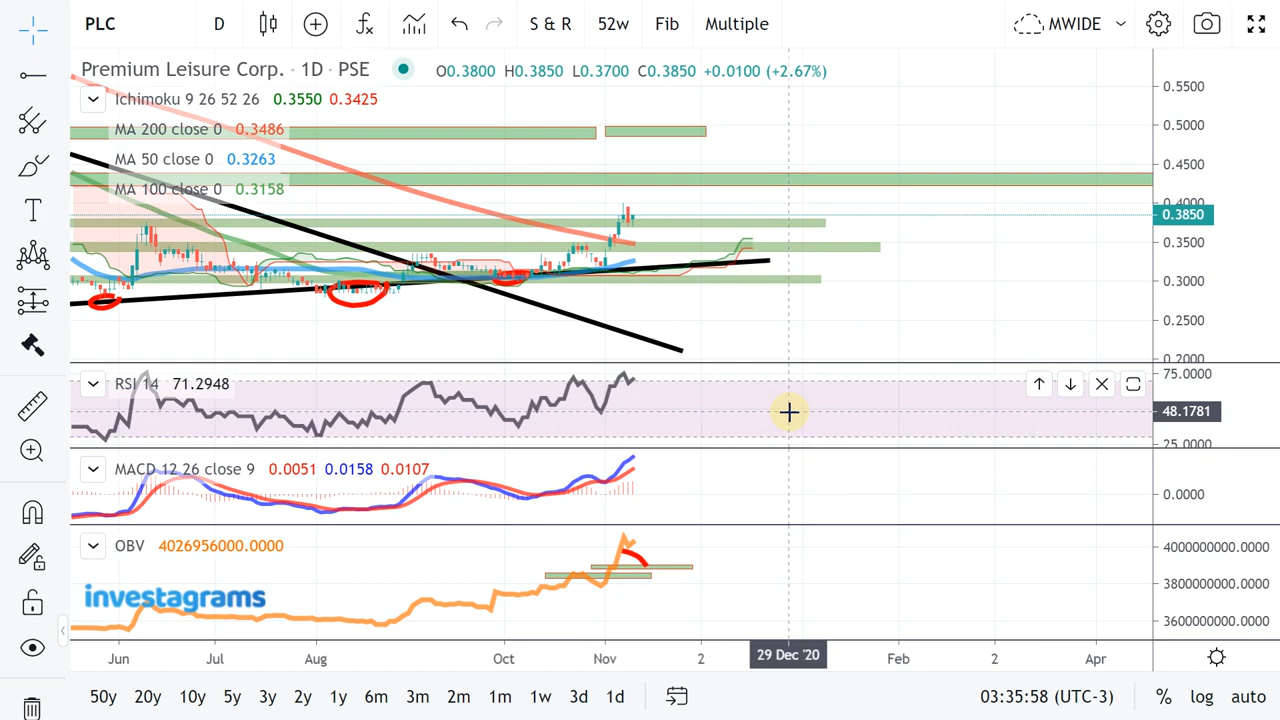 PLC D S & R 52w Fib Multiple MWIDE
Premium Leisure Corp. · 1D · PSE O0.3800 H0.3850 L0.3700 C0.3850 +0.0100 (+2.67%)
Ichimoku 9 26 52 26 0.3550 0.3425
MA 200 close 0 0.3486
MA 50 close 0 0.3263
MA 100 close 0 0.3158
0.5500
0.5000
0.4500
0.4000
0.3850
0.3500
0.3000
0.2500
0.2000
RSI 14 71.2948
75.0000
48.1781
25.0000
MACD 12 26 close 9 0.0051 0.0158 0.0107
0.0000
OBV 4026956000.0000
4000000000.0000
3800000000.0000
3600000000.0000
investagrams
Jun Jul Aug Oct Nov 2 29 Dec '20 Feb 2 Apr
50y 20y 10y 5y 3y 2y 1y 6m 3m 2m 1m 1w 3d 1d 03:35:58 (UTC-3) % log auto